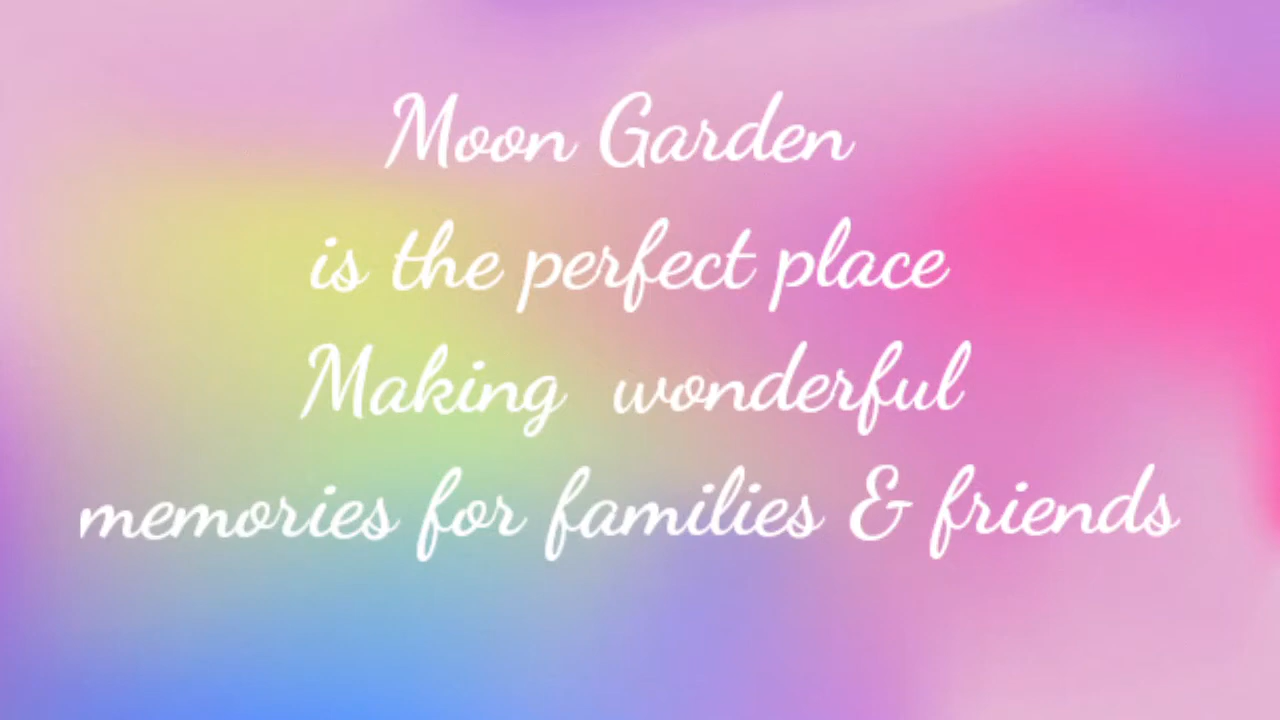 Moon Garden
is the perfect place
Making  wonderful
memories for families & friends